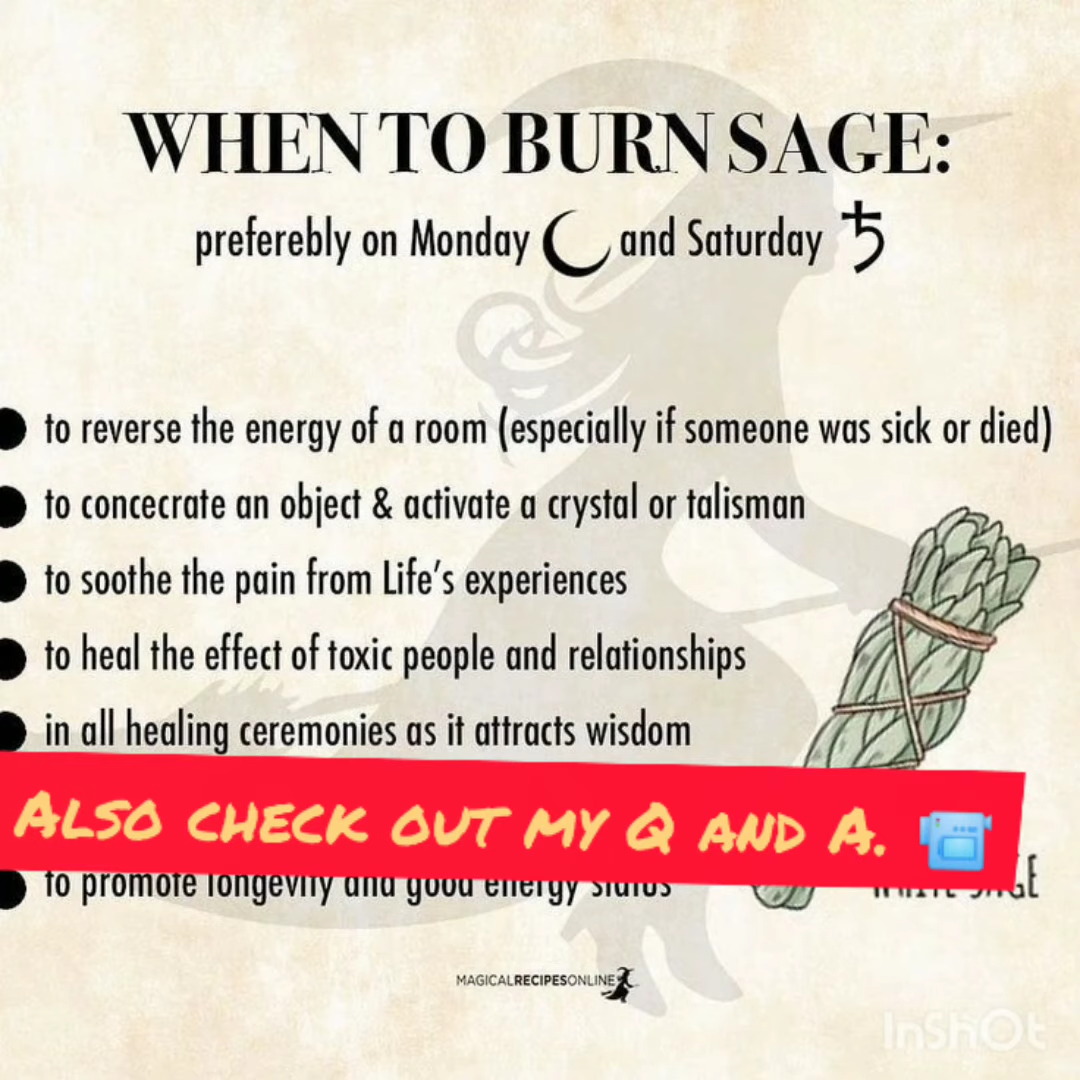 WHEN TO BURN SAGE:
preferebly on Monday and Saturday
to reverse the energy of a room (especially if someone was sick or died)
to concecrate an object & activate a crystal or talisman
to soothe the pain from Life's experiences
to heal the effect of toxic people and relationships
in all healing ceremonies as it attracts wisdom
ALSO CHECK OUT MY Q AND A.
to promote longevity and good energy status
WHITE SAGE
MAGICALRECIPESONLINE
InShOt